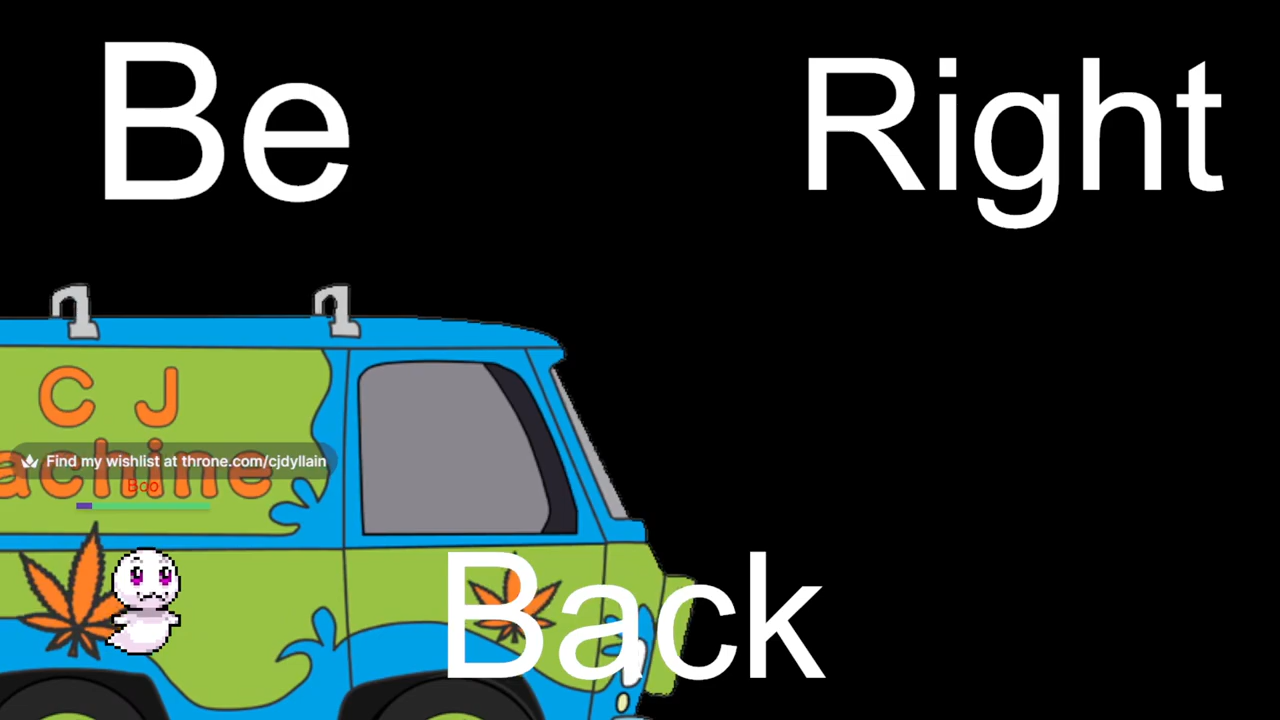 Be Right
C J
achine
Find my wishlist at throne.com/cjdyllain
Boo
Back